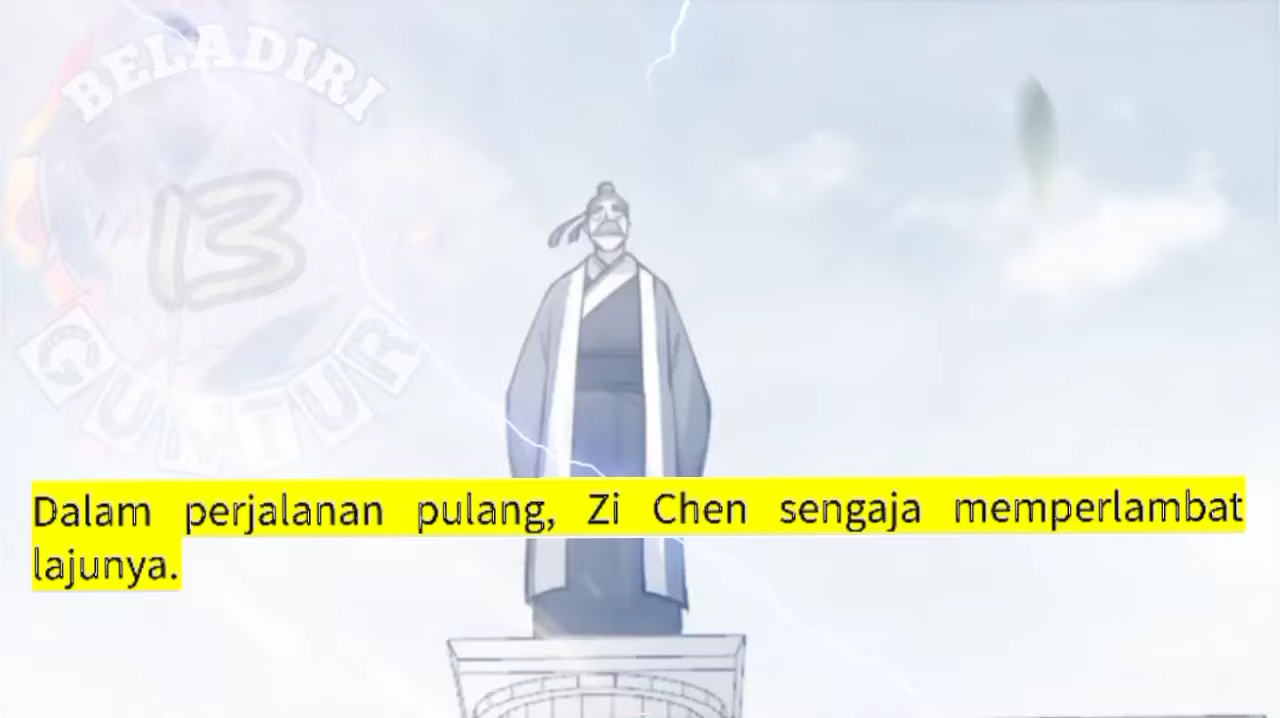 BELADIRI
13
GUNTUR
Dalam perjalanan pulang, Zi Chen sengaja memperlambat
lajunya.